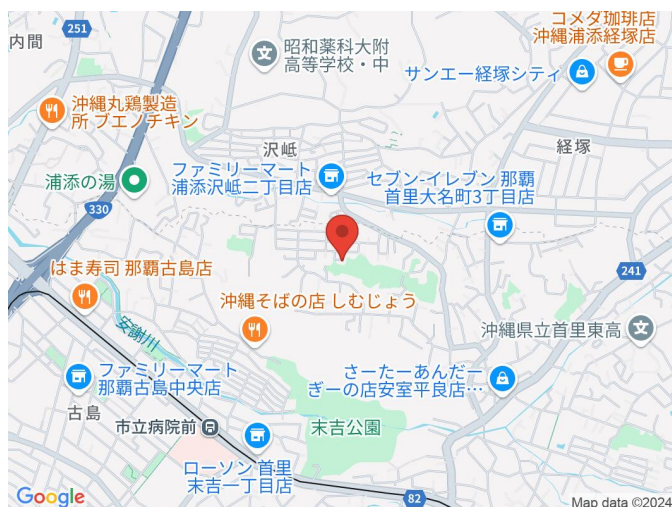 コメダ珈琲店
沖縄浦添経塚店
251
内間
昭和薬科大附
高等学校・中
サンエー経塚シティ
沖縄丸鶏製造
所 ブエノチキン
沢岻
経塚
ファミリーマート
浦添沢岻二丁目店
浦添の湯
セブン-イレブン 那覇
首里大名町3丁目店
330
はま寿司 那覇古島店
241
沖縄そばの店 しむじょう
安謝川
沖縄県立首里東高
ファミリーマート
那覇古島中央店
さーたーあんだー
ぎーの店安室平良店…
古島
市立病院前
末吉公園
ローソン 首里
末吉一丁目店
82
Google
Map data ©2024